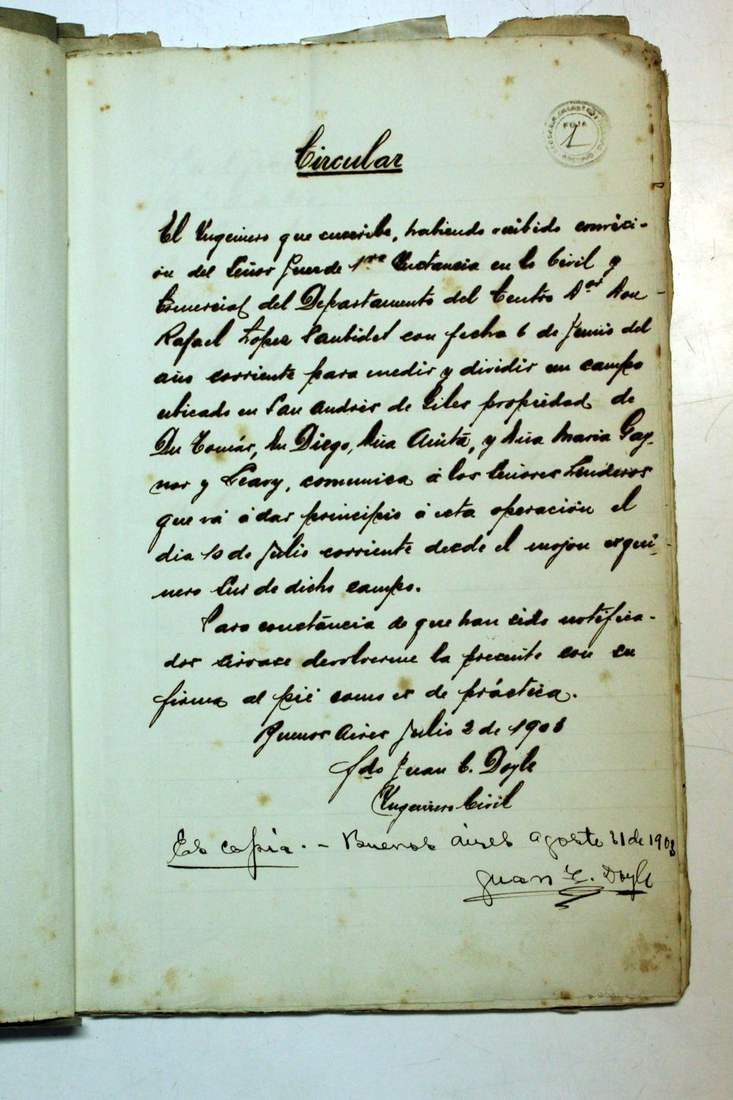 FOJA
1
Circular
El Ingeniero que suscribe, habiendo recibido comisi-
ón del Señor Juez de 1ra Instancia en lo Civil y
Comercial del Departamento del Centro Dor Don
Rafael Lopez con fecha 6 de Junio del
año corriente para medir y dividir un campo
ubicado en San Andrés de Giles propiedad de
Dn Tomás, Dn Diego, Dña Anita, y Dña Maria Gay-
nor y Leavy, comunica á los Señores Linderos
que vá á dar principio á esta operación el
dia 10 de Julio corriente desde el mojon esqui-
nero Sur de dicho campo.
Para constancia de que han sido notifica-
dos sirvase devolverme la presente con su
firma al pié como es de práctica.
Buenos Aires Julio 2 de 1908
fdo Juan C. Doyle
Ingeniero Civil
Es copia. - Buenos Aires agosto de 1908
Juan Doyle